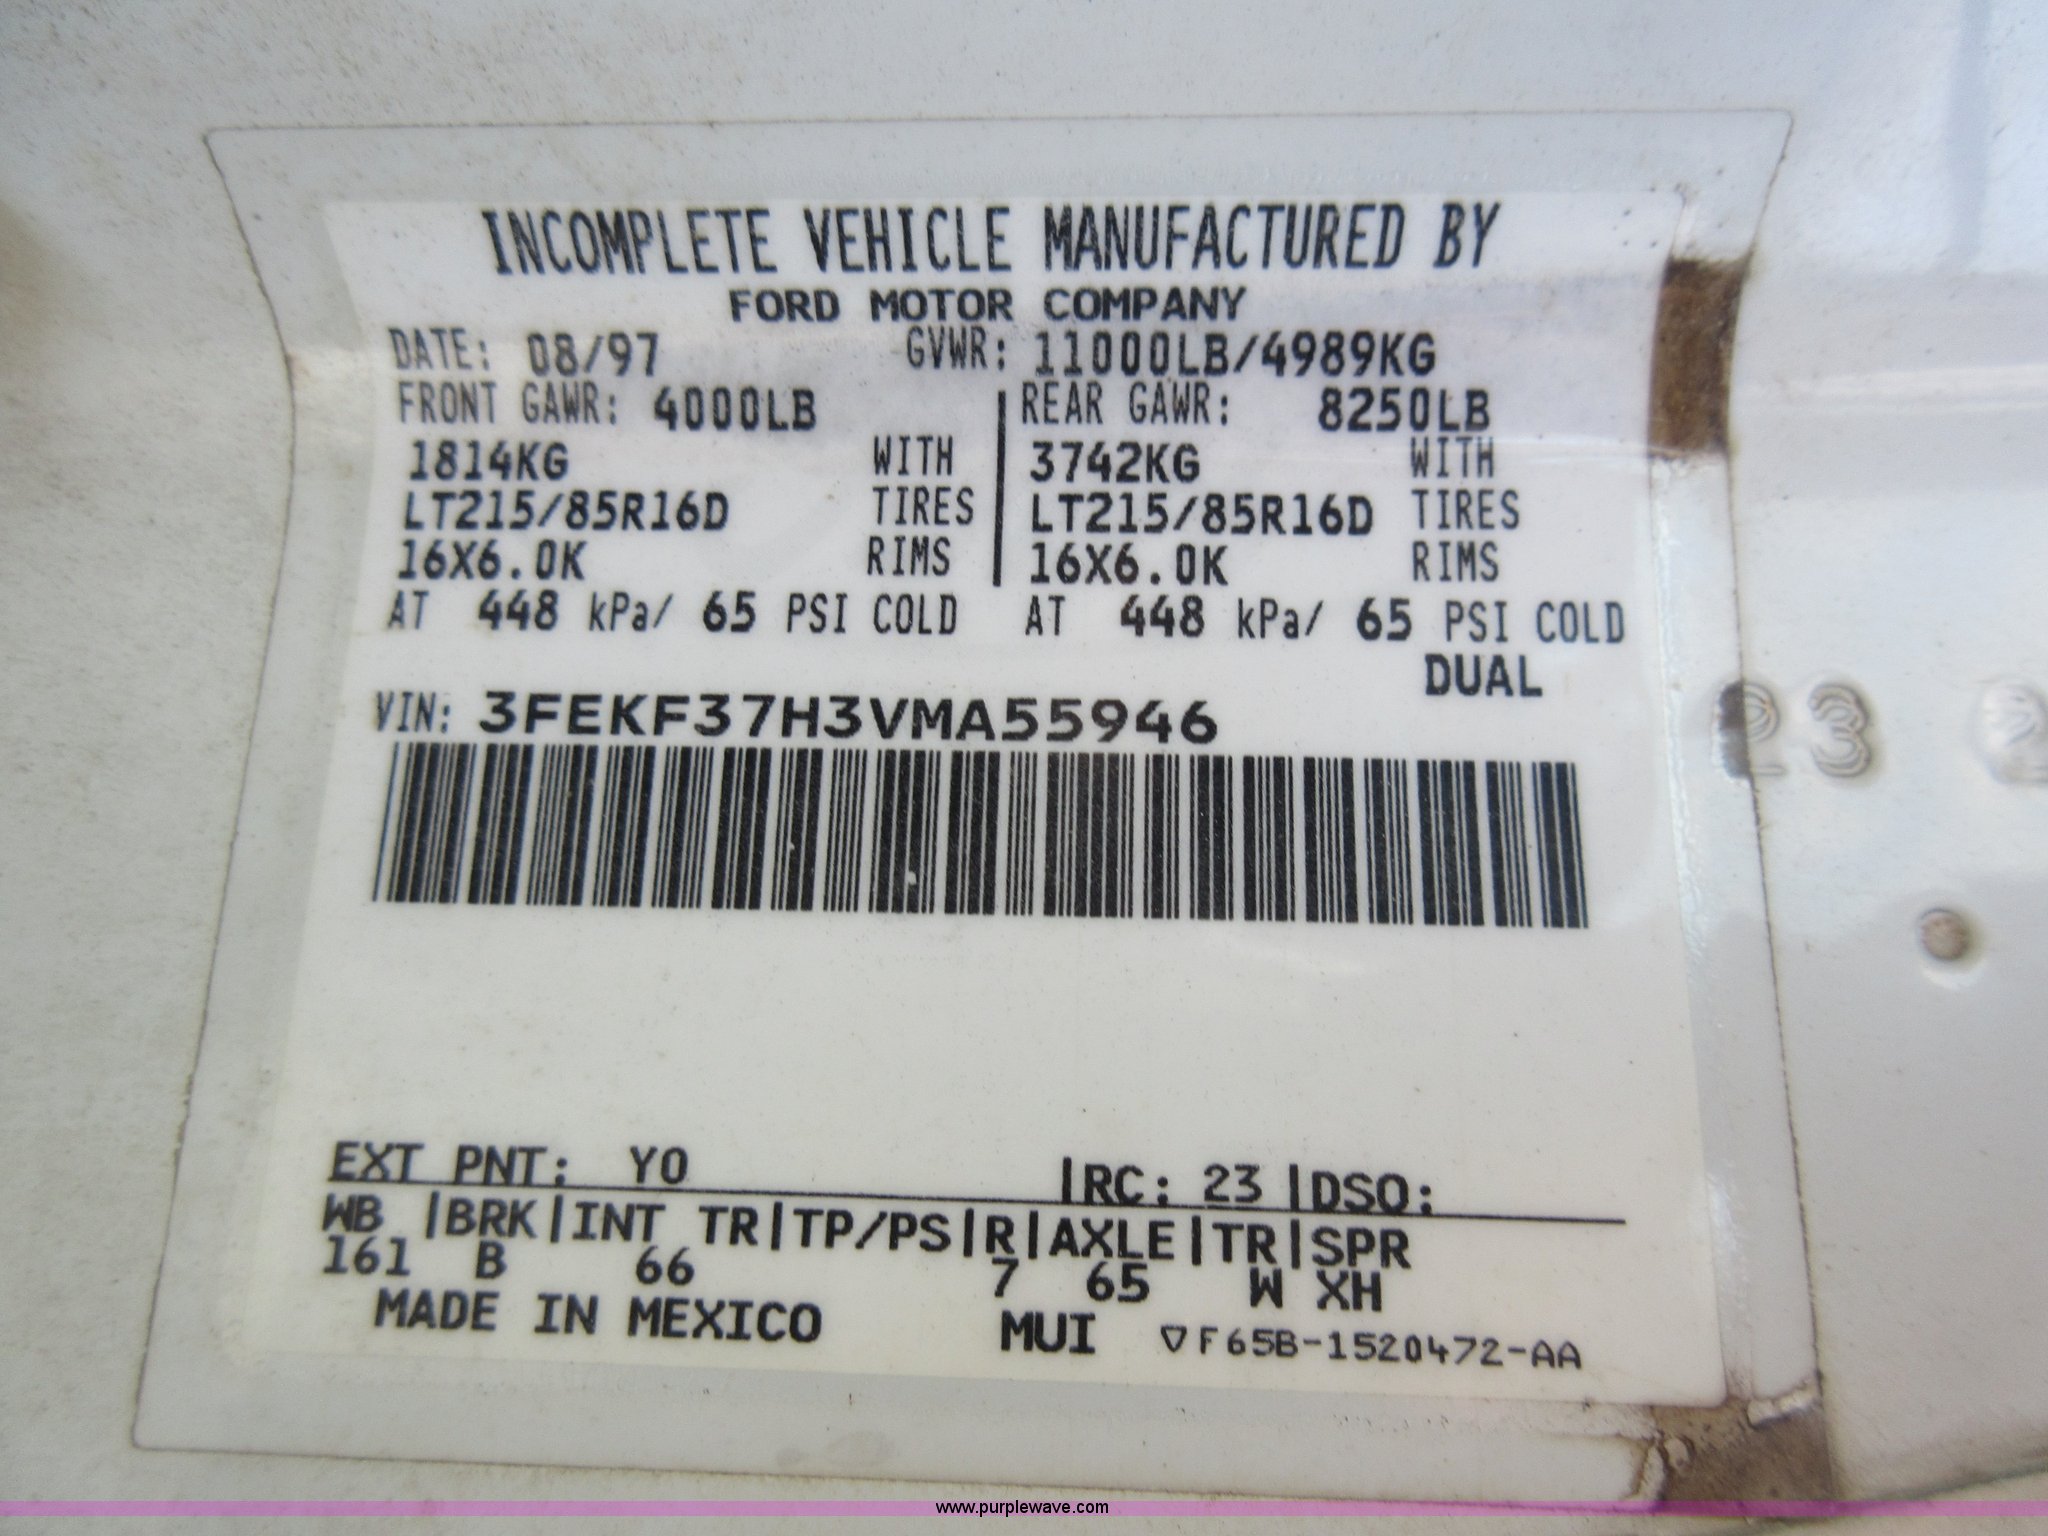 INCOMPLETE VEHICLE MANUFACTURED BY
FORD MOTOR COMPANY
DATE: 08/97 GVWR: 11000LB/4989KG
FRONT GAWR: 4000LB REAR GAWR: 8250LB
1814KG WITH 3742KG WITH
LT215/85R16D TIRES LT215/85R16D TIRES
16X6.0K RIMS 16X6.0K RIMS
AT 448 kPa/ 65 PSI COLD AT 448 kPa/ 65 PSI COLD
DUAL
VIN: 3FEKF37H3VMA55946
23 2
EXT PNT: YO |RC: 23 |DSO:
WB |BRK|INT TR|TP/PS|R|AXLE|TR|SPR
161 B 66 7 65 W XH
MADE IN MEXICO MUI ▽F65B-1520472-AA
www.purplewave.com